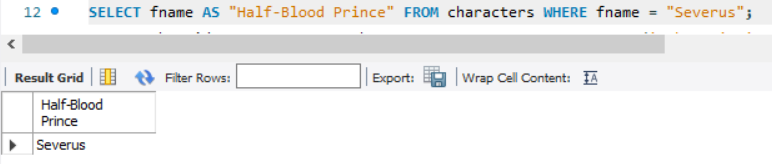 12 SELECT fname AS "Half-Blood Prince" FROM characters WHERE fname = "Severus";
Result Grid Filter Rows: Export: Wrap Cell Content: IA
Half-Blood
Prince
Severus